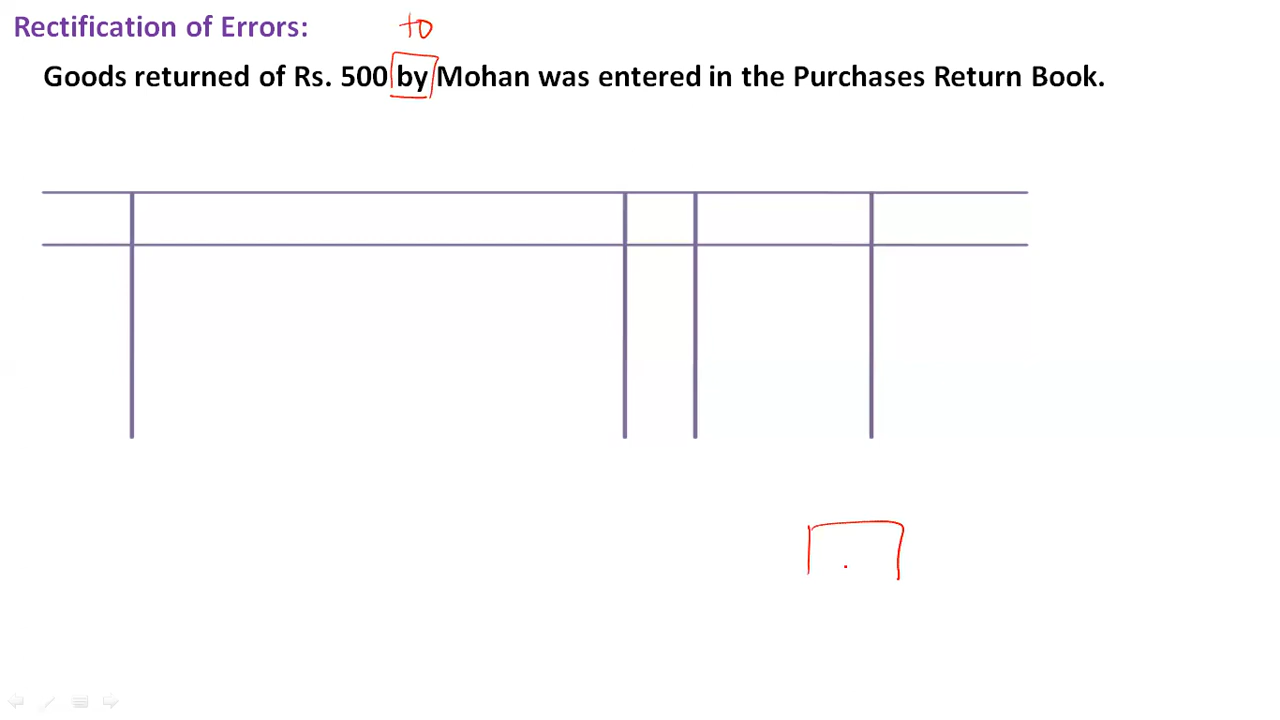 Rectification of Errors:
to
Goods returned of Rs. 500 by Mohan was entered in the Purchases Return Book.